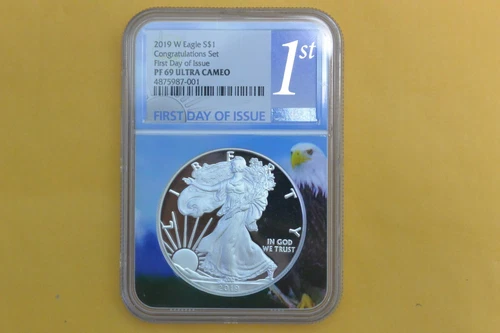 2019 W Eagle S$1
Congratulations Set
First Day of Issue
PF 69 ULTRA CAMEO
4875987-001
1st
FIRST DAY OF ISSUE
LIBERTY
IN GOD
WE TRUST
2019